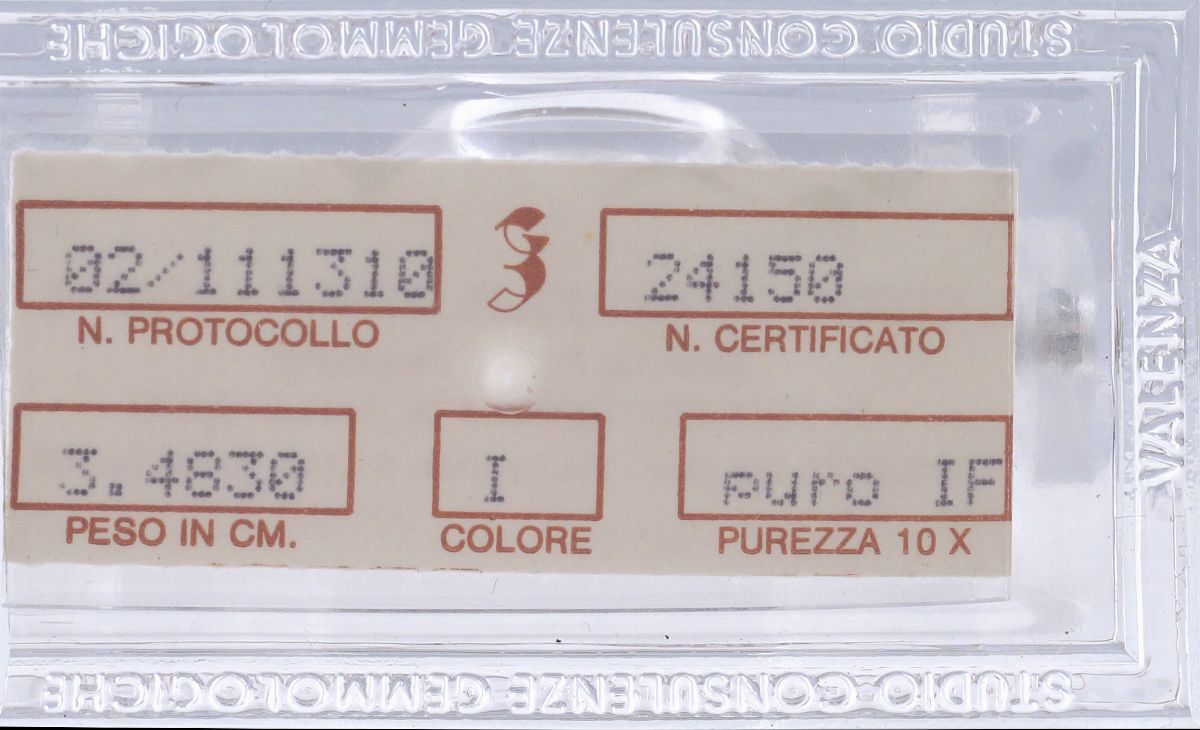 STUDIO CONSULENZE GEMMOLOGICHE
02/111310 24150
N. PROTOCOLLO N. CERTIFICATO
3.4830 I puro IF
PESO IN CM. COLORE PUREZZA 10 X
VALENZA
STUDIO CONSULENZE GEMMOLOGICHE